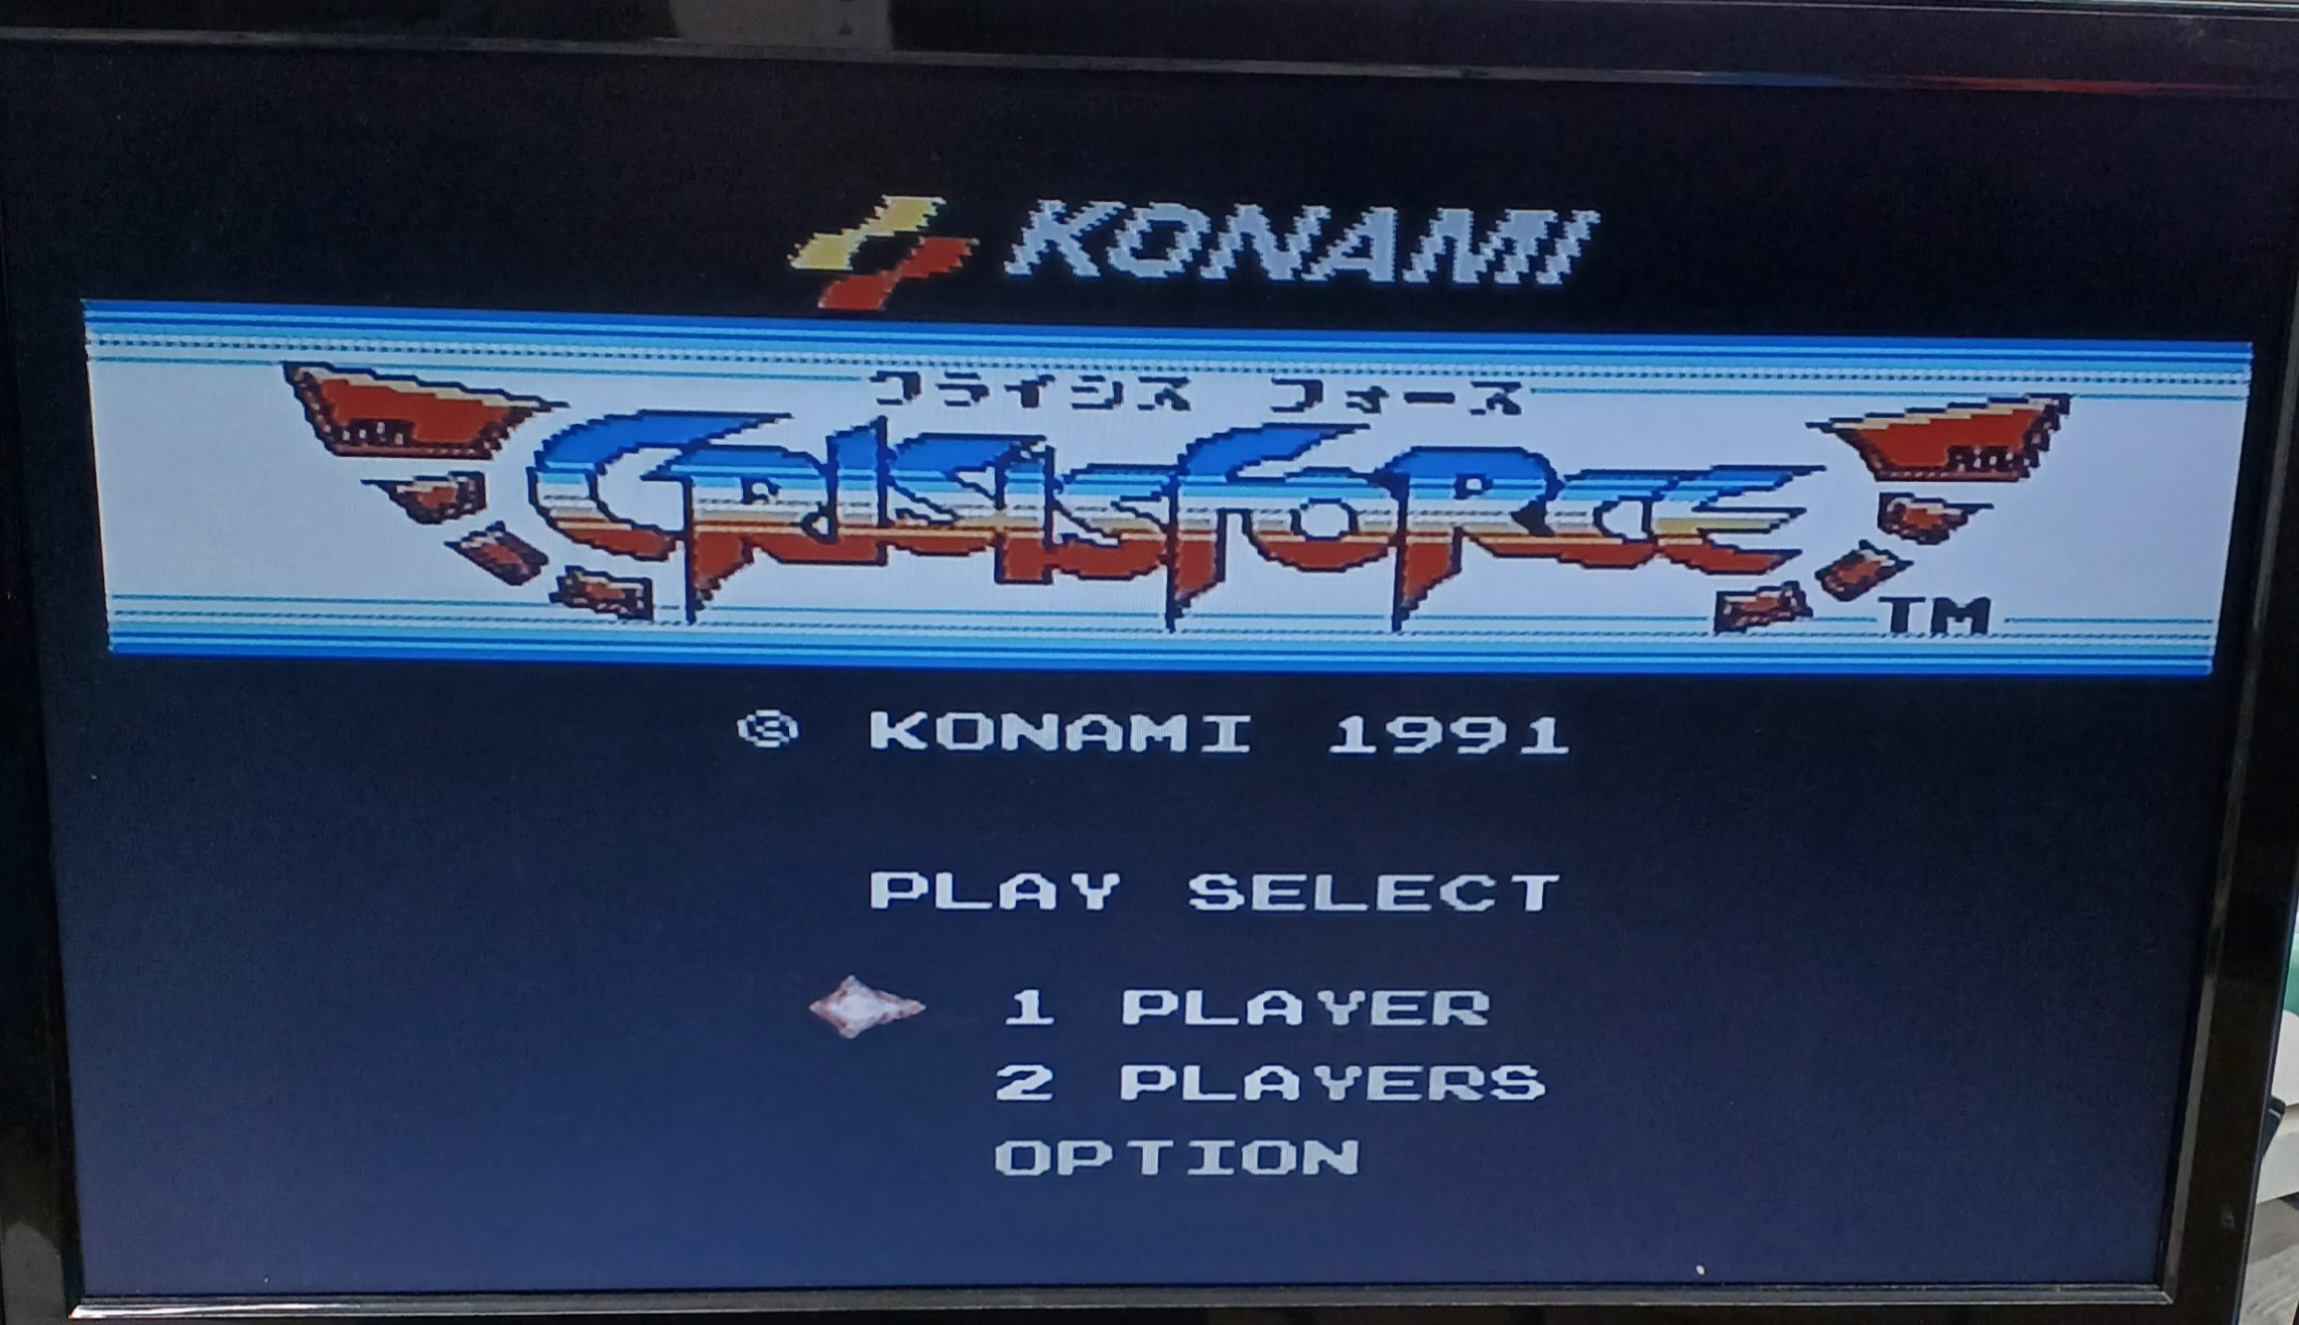 KONAMI
クライシス フォース
CRISIS FORCE
TM
© KONAMI 1991
PLAY SELECT
1 PLAYER
2 PLAYERS
OPTION